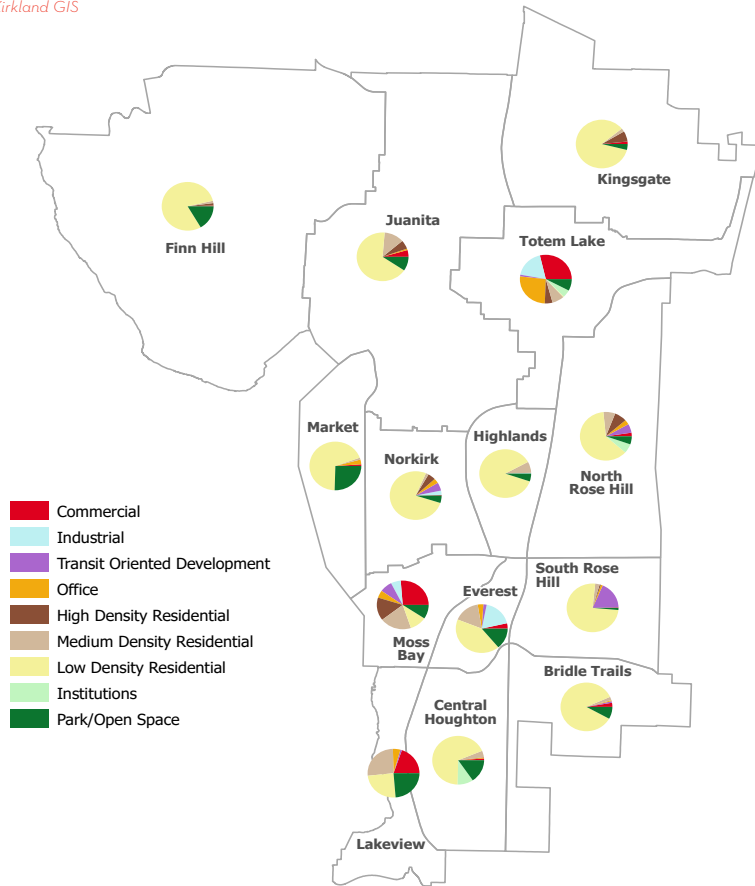 Kirkland GIS
Kingsgate
Juanita
Totem Lake
Finn Hill
Market
Highlands
Norkirk
North
Rose Hill
Commercial
Industrial
Transit Oriented Development
Office
High Density Residential
Medium Density Residential
Low Density Residential
Institutions
Park/Open Space
South Rose
Hill
Everest
Moss
Bay
Bridle Trails
Central
Houghton
Lakeview